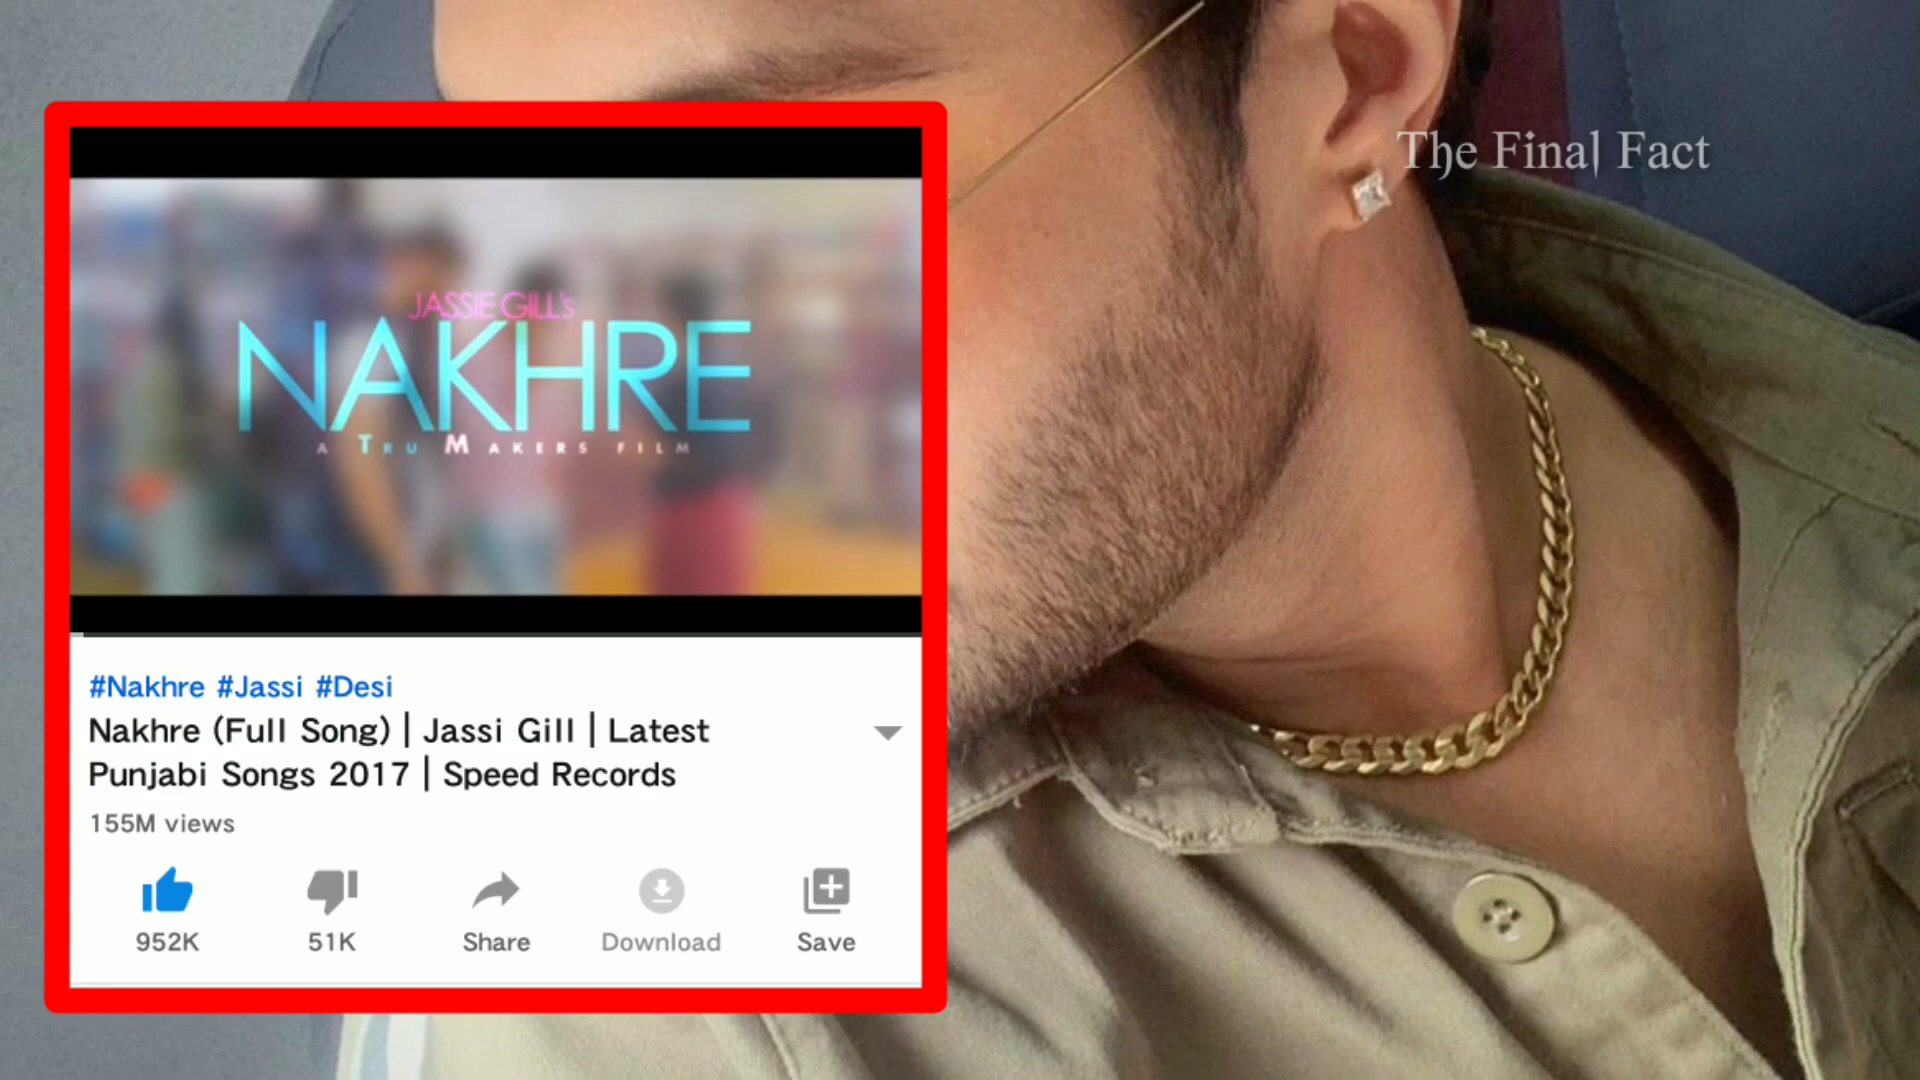 The Final Fact
JASSIE GILL's
NAKHRE
A TRU MAKERS FILM
#Nakhre #Jassi #Desi
Nakhre (Full Song) | Jassi Gill | Latest
Punjabi Songs 2017 | Speed Records
155M views
952K
51K
Share
Download
Save